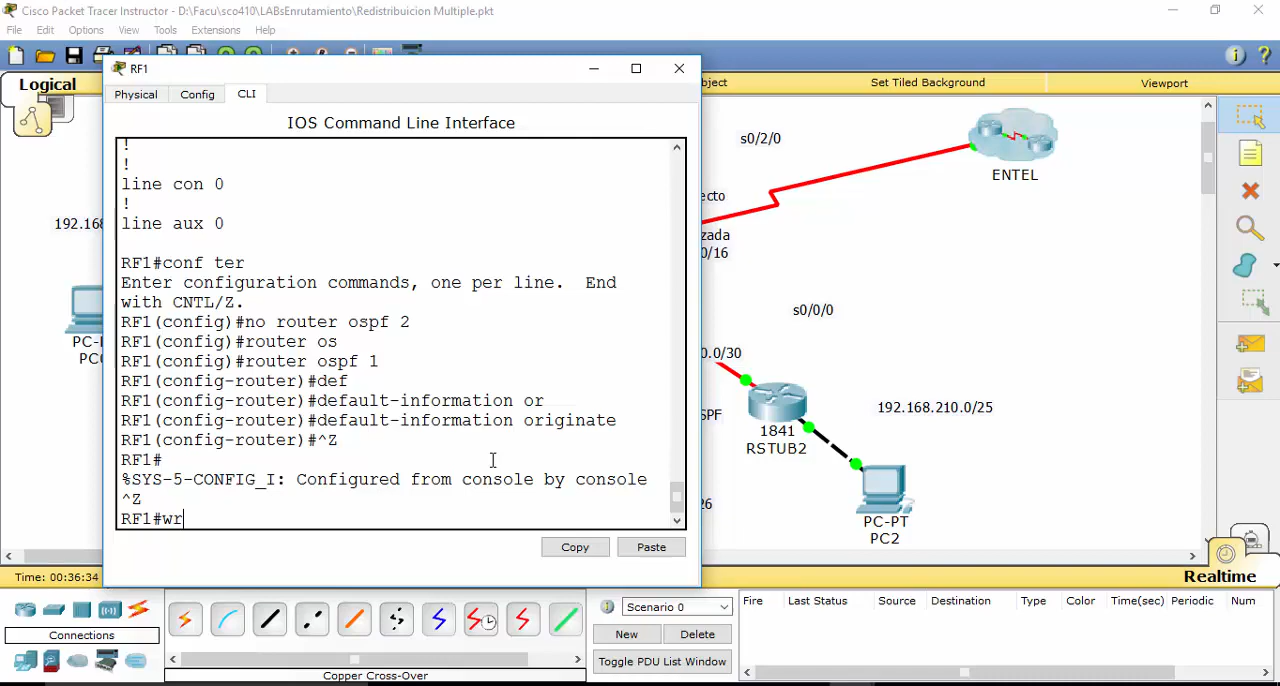 Cisco Packet Tracer Instructor - D:\Facu\sco410\LABsEnrutamiento\Redistribuicion Multiple.pkt
File Edit Options View Tools Extensions Help
RF1
Logical
bject
Set Tiled Background
Viewport
Physical Config CLI
IOS Command Line Interface
!
!
line con 0
!
line aux 0
RF1#conf ter
Enter configuration commands, one per line. End
with CNTL/Z.
RF1(config)#no router ospf 2
RF1(config)#router os
RF1(config)#router ospf 1
RF1(config-router)#def
RF1(config-router)#default-information or
RF1(config-router)#default-information originate
RF1(config-router)#^Z
RF1#
%SYS-5-CONFIG_I: Configured from console by console
^Z
RF1#wr
Copy
Paste
192.168
PC-
s0/2/0
ENTEL
ecto
zada
0/16
s0/0/0
0.0/30
PF
192.168.210.0/25
1841
RSTUB2
26
PC-PT
PC2
Time: 00:36:34
Realtime
Connections
Copper Cross-Over
Scenario 0
New
Delete
Toggle PDU List Window
Fire Last Status Source Destination Type Color Time(sec) Periodic Num